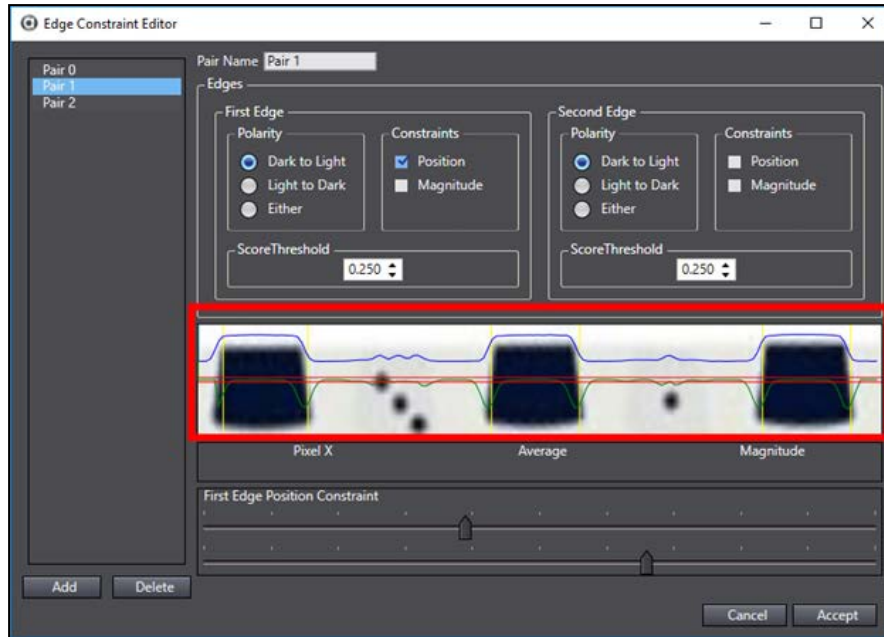 Edge Constraint Editor
Pair 0
Pair 1
Pair 2
Pair Name Pair 1
Edges
First Edge
Polarity
Dark to Light
Light to Dark
Either
Constraints
Position
Magnitude
ScoreThreshold
0.250
Second Edge
Polarity
Dark to Light
Light to Dark
Either
Constraints
Position
Magnitude
ScoreThreshold
0.250
Pixel X Average Magnitude
First Edge Position Constraint
Add Delete
Cancel Accept